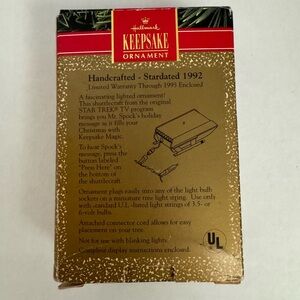 Hallmark
KEEPSAKE
ORNAMENT
Handcrafted - Stardated 1992
Limited Warranty Through 1993 Enclosed
A fascinating lighted ornament!
This shuttlecraft from the original
STAR TREK® TV program
brings you Mr. Spock's holiday
message as it fills your
Christmas with
Keepsake Magic.
To hear Spock's
message, press the
button labeled
"Press Here" on
the bottom of
the shuttlecraft.
Ornament plugs easily into any of the light bulb
sockets on a miniature tree light string. Use only
with standard U.L.-listed light strings of 3.5- or
6-volt bulbs.
Attached connector cord allows for easy
placement on your tree.
Not for use with blinking lights.
Complete display instructions enclosed.
UL